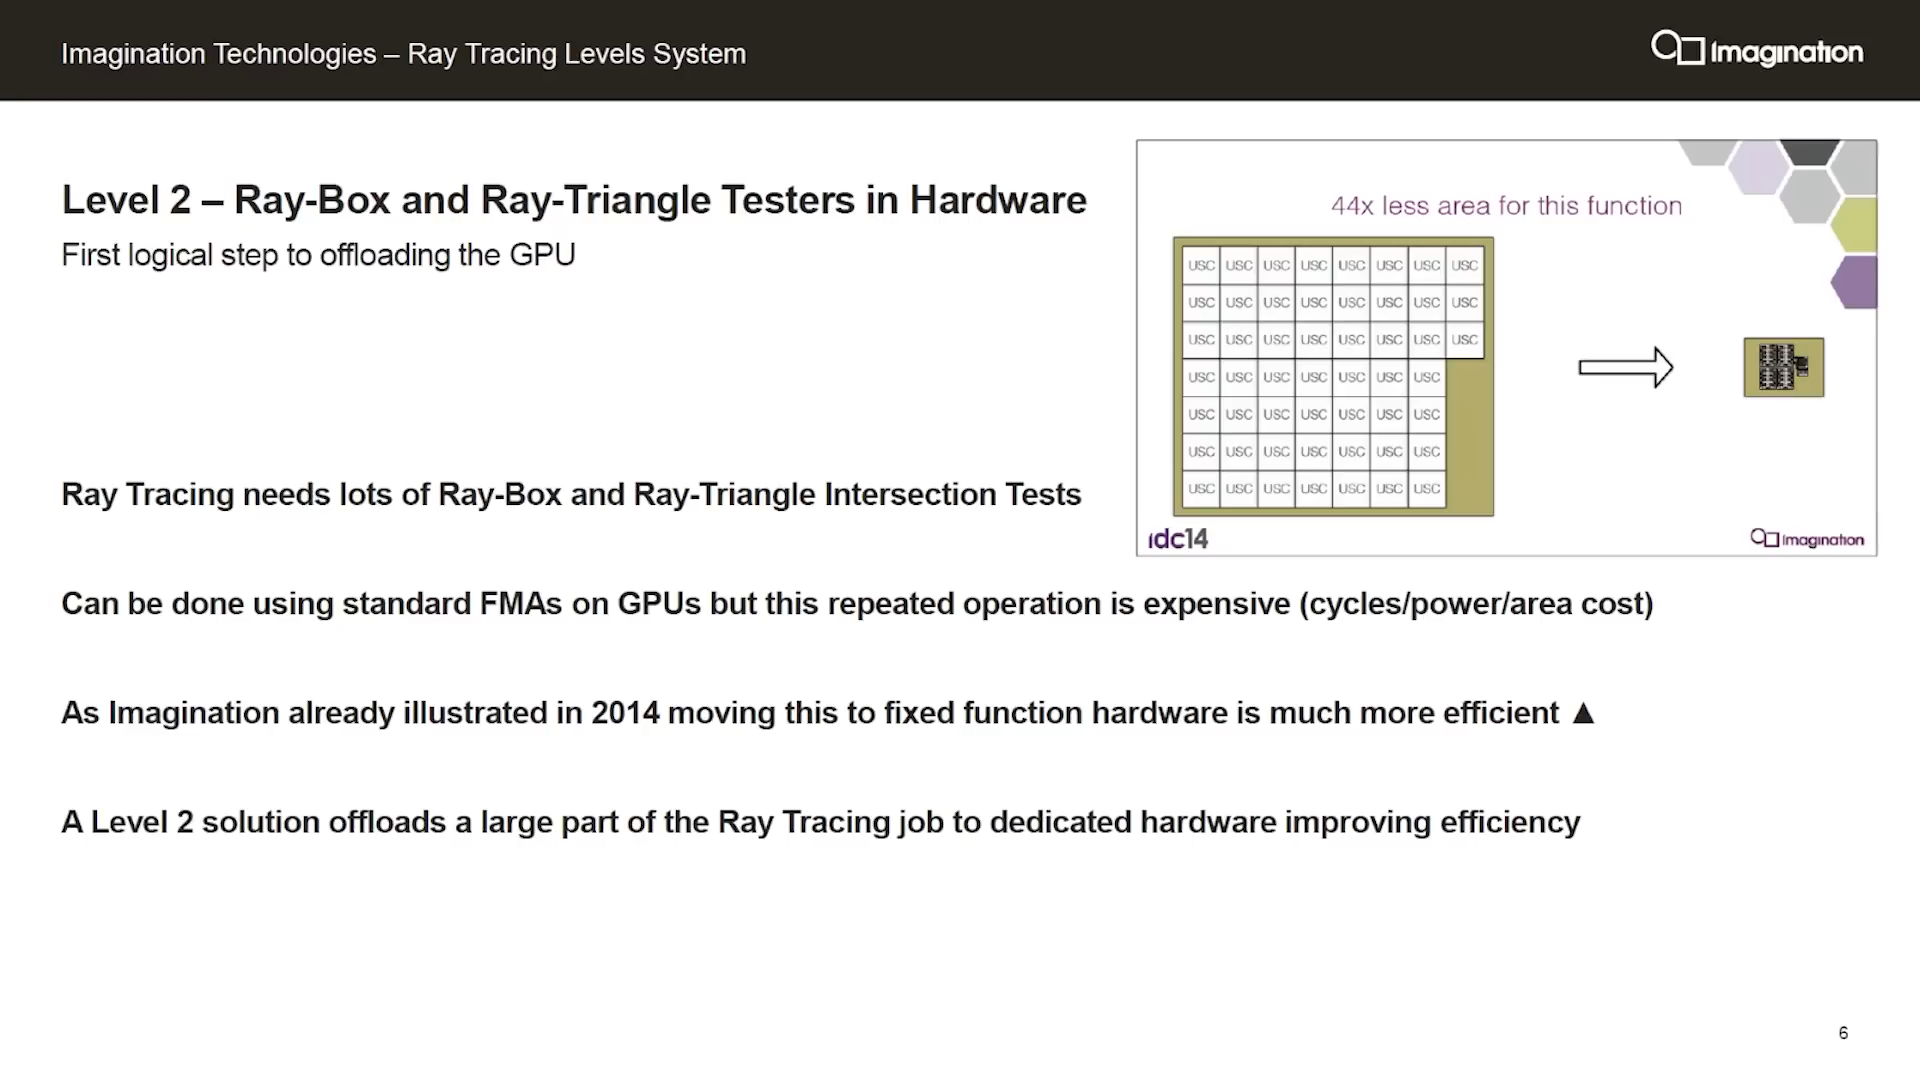 Imagination Technologies – Ray Tracing Levels System
Imagination
Level 2 – Ray-Box and Ray-Triangle Testers in Hardware
First logical step to offloading the GPU
44x less area for this function
USC USC USC USC USC USC USC USC
USC USC USC USC USC USC USC USC
USC USC USC USC USC USC USC USC
USC USC USC USC USC USC USC
USC USC USC USC USC USC USC
USC USC USC USC USC USC USC
USC USC USC USC USC USC USC
idc14
Imagination
Ray Tracing needs lots of Ray-Box and Ray-Triangle Intersection Tests
Can be done using standard FMAs on GPUs but this repeated operation is expensive (cycles/power/area cost)
As Imagination already illustrated in 2014 moving this to fixed function hardware is much more efficient ▲
A Level 2 solution offloads a large part of the Ray Tracing job to dedicated hardware improving efficiency
6